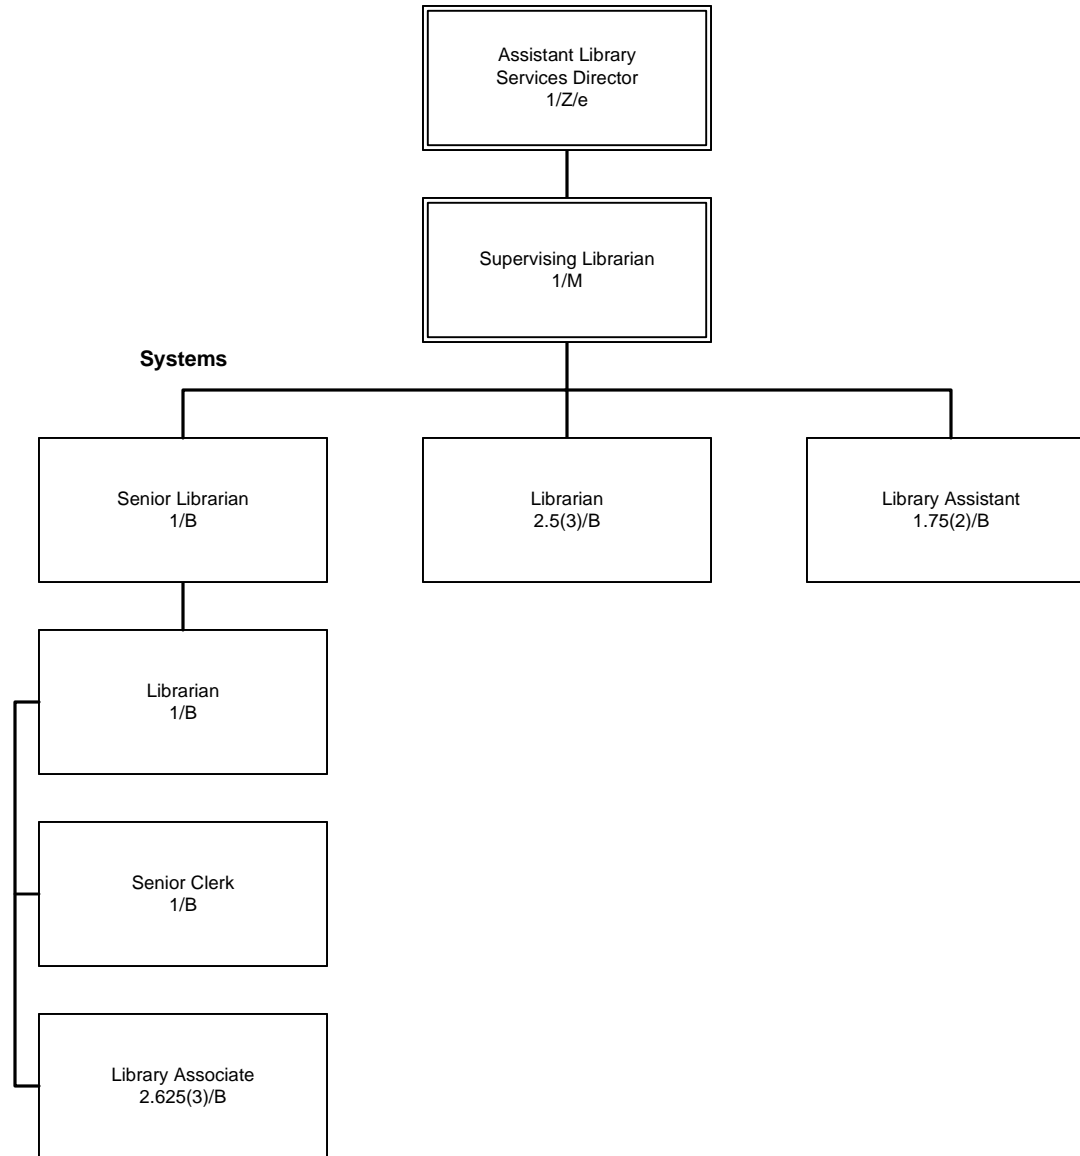 Assistant Library
Services Director
1/Z/e
Supervising Librarian
1/M
Systems
Senior Librarian
1/B
Librarian
2.5(3)/B
Library Assistant
1.75(2)/B
Librarian
1/B
Senior Clerk
1/B
Library Associate
2.625(3)/B